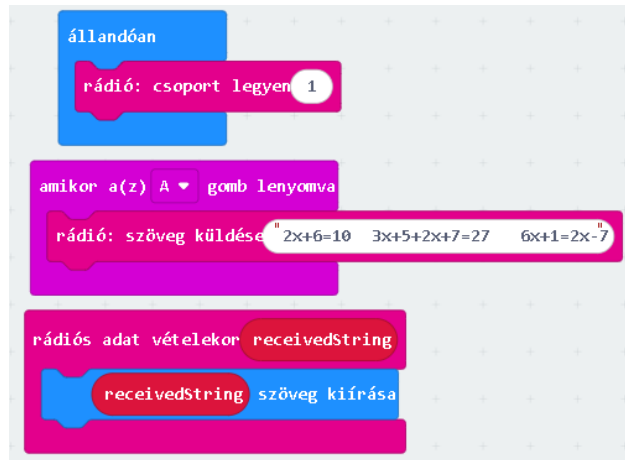 állandóan
rádió: csoport legyen 1
amikor a(z) A gomb lenyomva
rádió: szöveg küldése "2x+6=10 3x+5+2x+7=27 6x+1=2x-7"
rádiós adat vételekor receivedString
receivedString szöveg kiírása